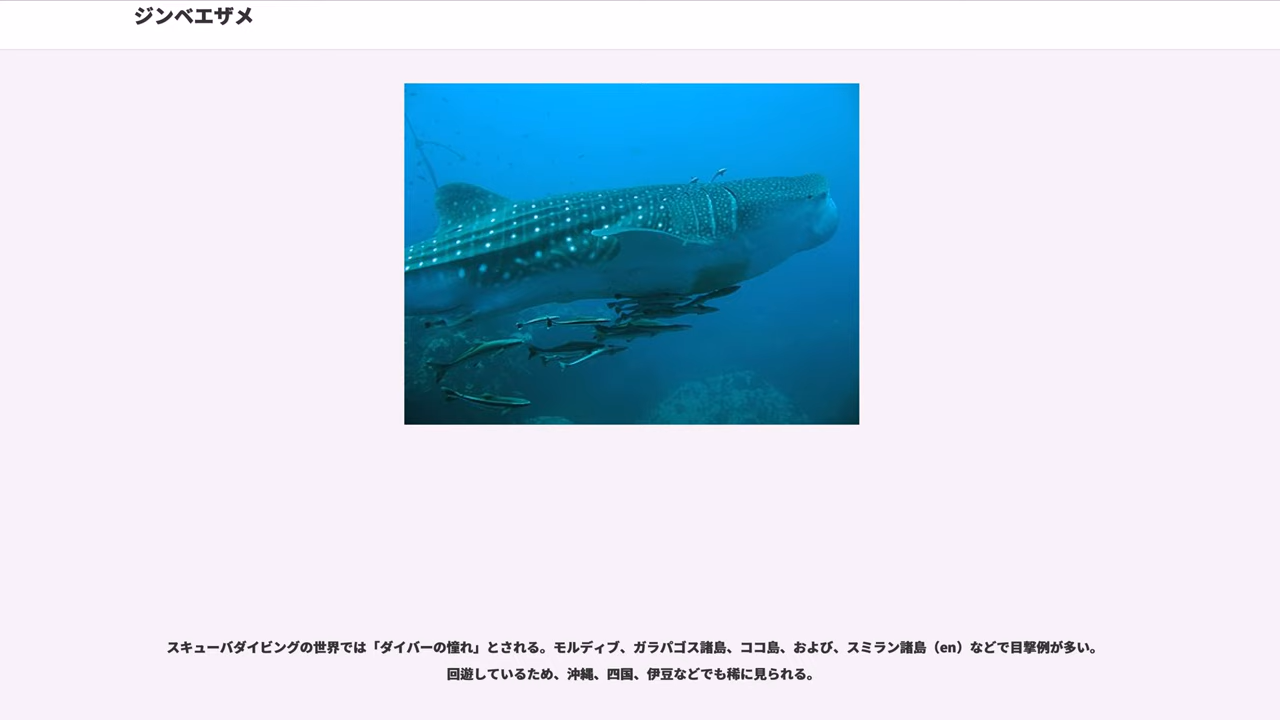 ジンベエザメ
スキューバダイビングの世界では「ダイバーの憧れ」とされる。モルディブ、ガラパゴス諸島、ココ島、および、スミラン諸島（en）などで目撃例が多い。
回遊しているため、沖縄、四国、伊豆などでも稀に見られる。